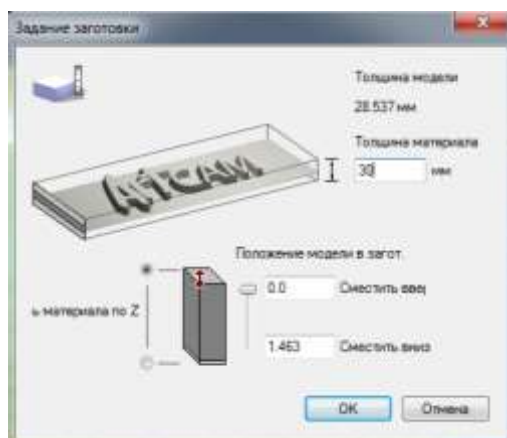 Задание заготовки
Толщина модели
28.537 мм
Толщина материала
30 мм
ArtCAM
Положение модели в загот.
0.0 Сместить ввер
ь материала по Z
1.463 Сместить вниз
OK Отмена